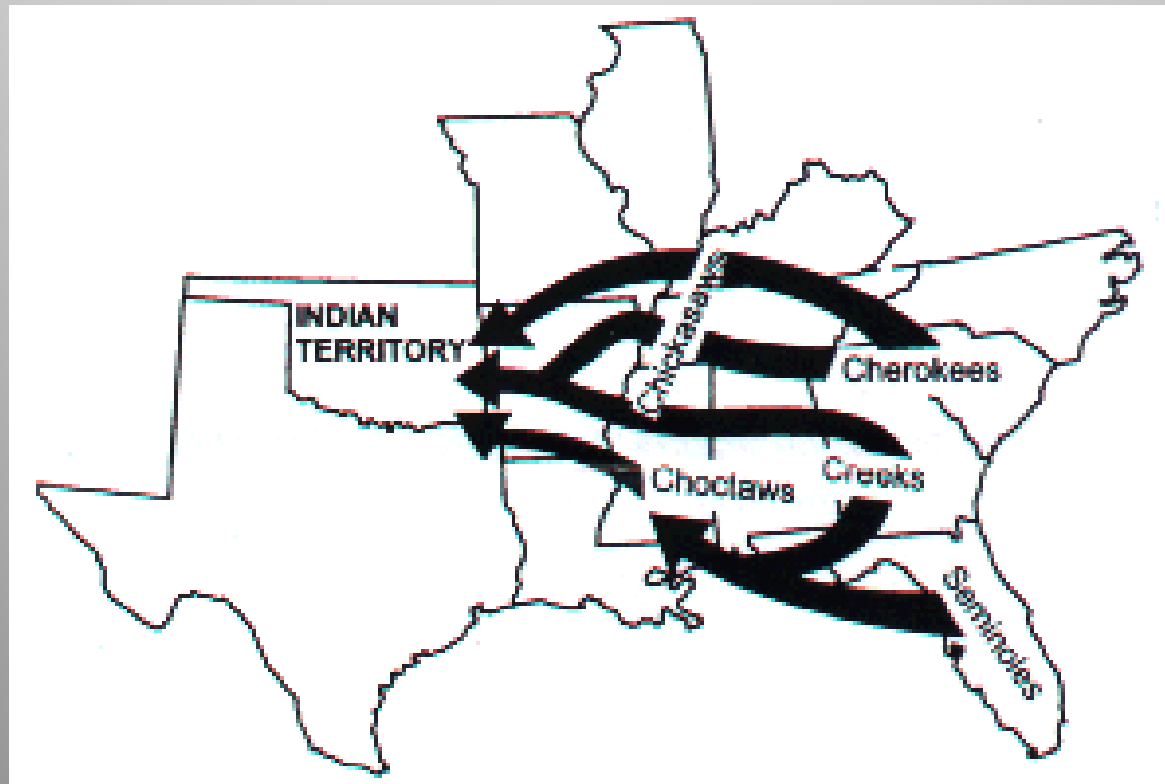 INDIAN
TERRITORY
Chickasaws
Cherokees
Choctaws
Creeks
Seminoles